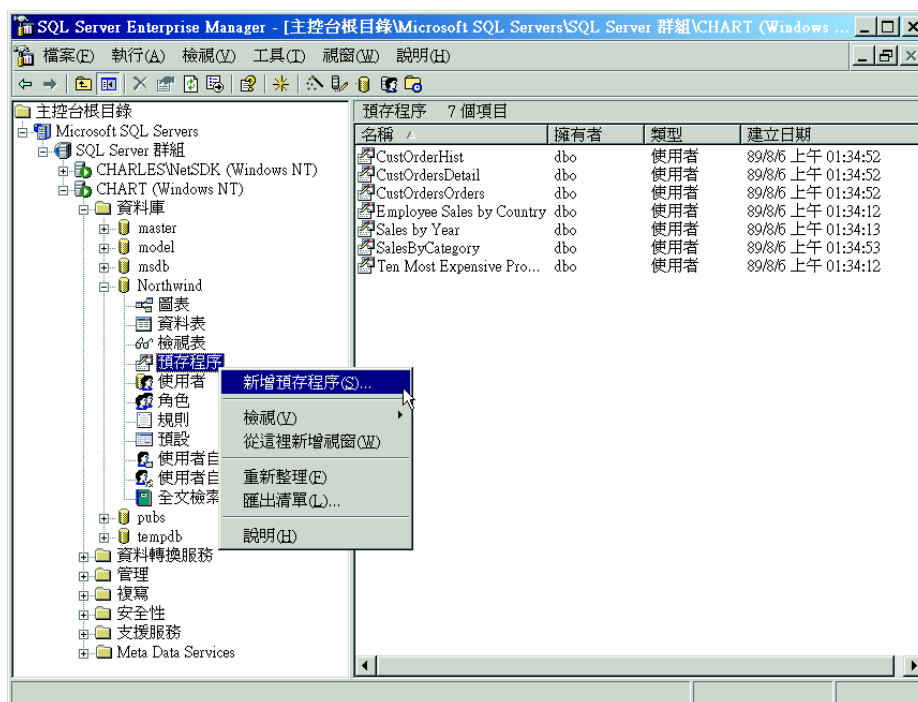 SQL Server Enterprise Manager - [主控台根目錄\Microsoft SQL Servers\SQL Server 群組\CHART (Windows ...
檔案(F) 執行(A) 檢視(V) 工具(T) 視窗(W) 說明(H)
主控台根目錄
Microsoft SQL Servers
SQL Server 群組
CHARLES\NetSDK (Windows NT)
CHART (Windows NT)
資料庫
master
model
msdb
Northwind
圖表
資料表
檢視表
預存程序
使用者
角色
規則
預設
使用者自
使用者自
全文檢索
pubs
tempdb
資料轉換服務
管理
複寫
安全性
支援服務
Meta Data Services
新增預存程序(S)...
檢視(V)
從這裡新增視窗(W)
重新整理(F)
匯出清單(L)...
說明(H)
預存程序 7 個項目
名稱 擁有者 類型 建立日期
CustOrderHist dbo 使用者 89/8/6 上午 01:34:52
CustOrdersDetail dbo 使用者 89/8/6 上午 01:34:52
CustOrdersOrders dbo 使用者 89/8/6 上午 01:34:52
Employee Sales by Country dbo 使用者 89/8/6 上午 01:34:12
Sales by Year dbo 使用者 89/8/6 上午 01:34:13
SalesByCategory dbo 使用者 89/8/6 上午 01:34:53
Ten Most Expensive Pro... dbo 使用者 89/8/6 上午 01:34:12